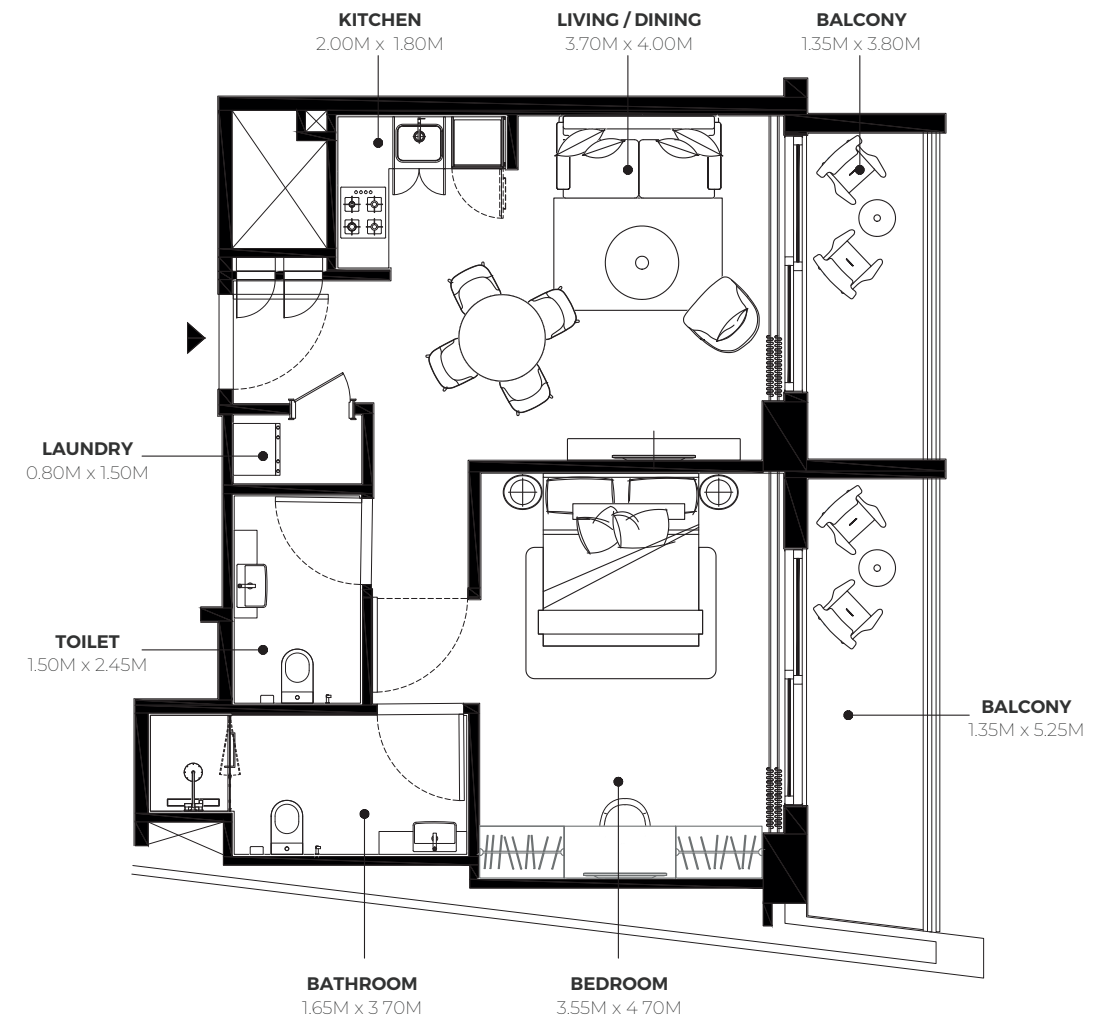 KITCHEN
2.00M x 1.80M
LIVING / DINING
3.70M x 4.00M
BALCONY
1.35M x 3.80M
LAUNDRY
0.80M x 1.50M
TOILET
1.50M x 2.45M
BALCONY
1.35M x 5.25M
BATHROOM
1.65M x 3 70M
BEDROOM
3.55M x 4 70M